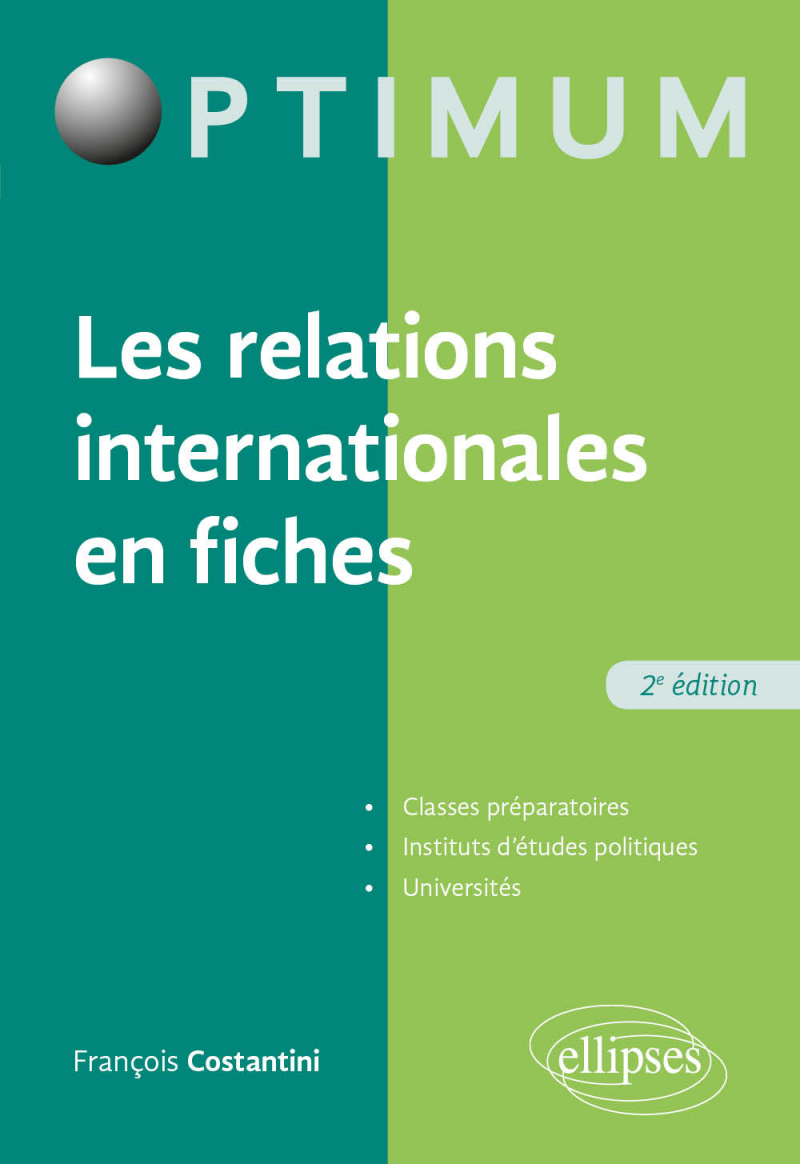 OPTIMUM
Les relations
internationales
en fiches
2e édition
• Classes préparatoires
• Instituts d'études politiques
• Universités
François Costantini
ellipses